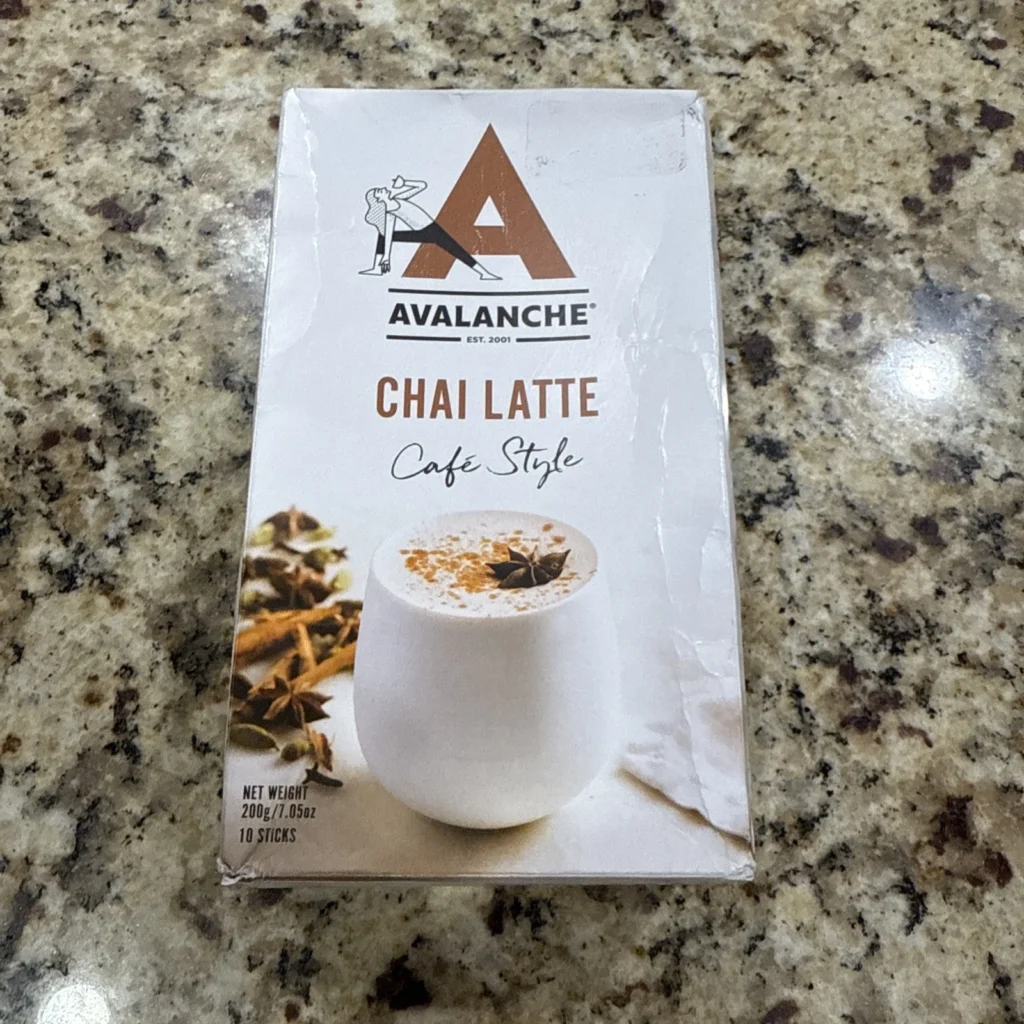 A
AVALANCHE®
EST. 2001
CHAI LATTE
Café Style
NET WEIGHT
200g/7.05oz
10 STICKS